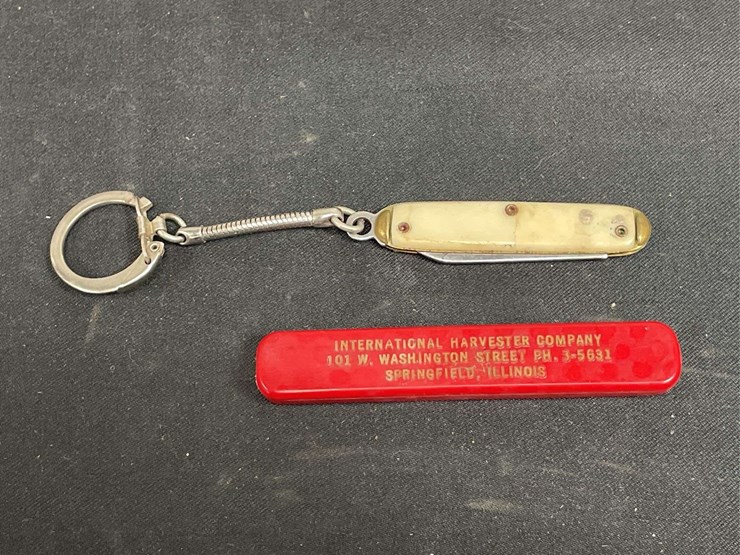 INTERNATIONAL HARVESTER COMPANY
101 W. WASHINGTON STREET PH. 3-5631
SPRINGFIELD, ILLINOIS